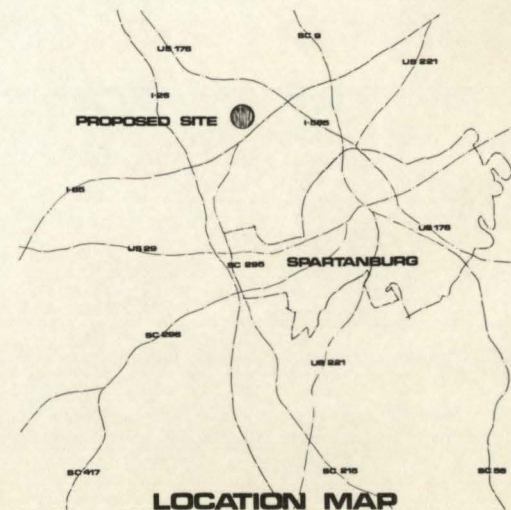 US 176
SC 9
US 221
I-26
PROPOSED SITE
I-585
I-85
US 176
US 29
SC 295
SPARTANBURG
SC 296
US 221
SC 417
SC 215
SC 56
LOCATION MAP